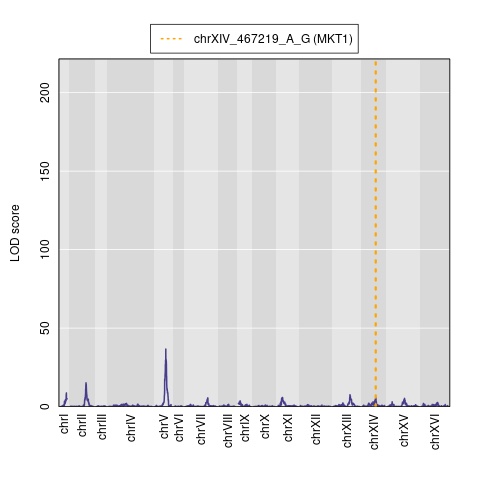 chrXIV_467219_A_G (MKT1)
LOD score
200
150
100
50
0
chrI
chrII
chrIII
chrIV
chrV
chrVI
chrVII
chrVIII
chrIX
chrX
chrXI
chrXII
chrXIII
chrXIV
chrXV
chrXVI